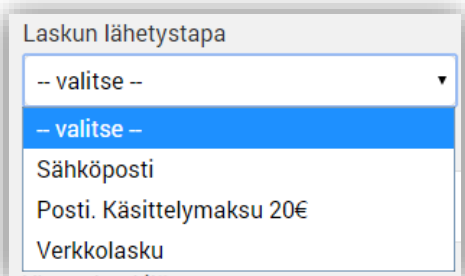 Laskun lähetystapa
-- valitse --
-- valitse --
Sähköposti
Posti. Käsittelymaksu 20€
Verkkolasku